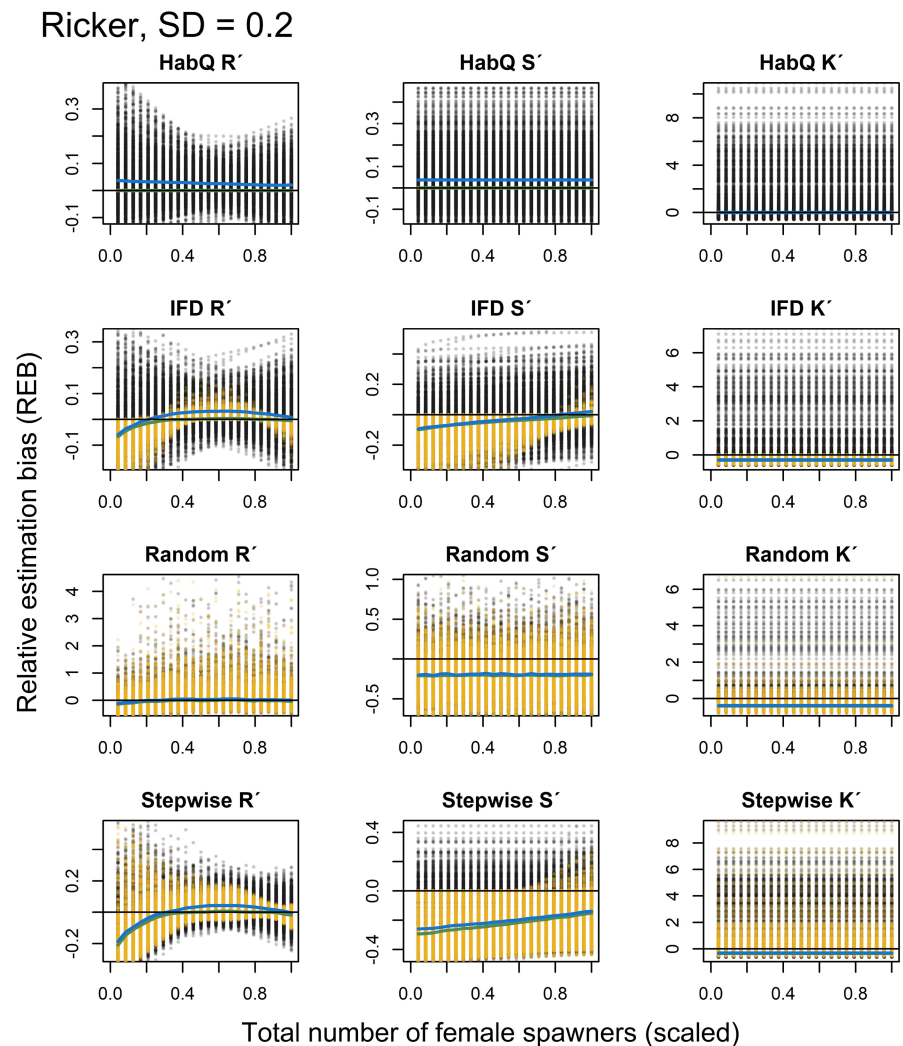 Ricker, SD = 0.2
HabQ R´ HabQ S´ HabQ K´
0.3
0.1
-0.1
0.0 0.4 0.8
0.3
0.1
-0.1
0.0 0.4 0.8
8
4
0
0.0 0.4 0.8
IFD R´ IFD S´ IFD K´
0.3
0.1
-0.1
0.0 0.4 0.8
0.2
-0.2
0.0 0.4 0.8
6
4
2
0
0.0 0.4 0.8
Relative estimation bias (REB)
Random R´ Random S´ Random K´
4
3
2
1
0
0.0 0.4 0.8
1.0
0.5
-0.5
0.0 0.4 0.8
6
4
2
0
0.0 0.4 0.8
Stepwise R´ Stepwise S´ Stepwise K´
0.2
-0.2
0.0 0.4 0.8
0.4
0.0
-0.4
0.0 0.4 0.8
8
6
4
2
0
0.0 0.4 0.8
Total number of female spawners (scaled)